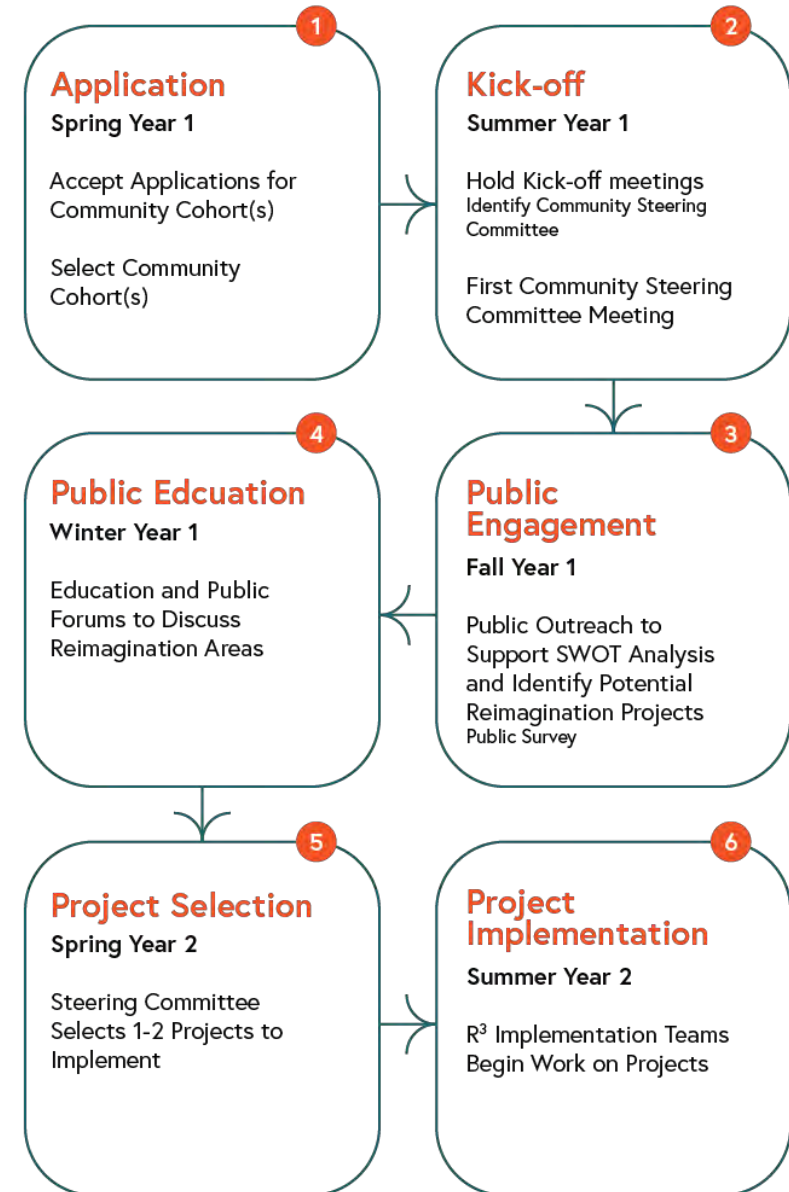 1
Application
Spring Year 1
Accept Applications for
Community Cohort(s)
Select Community
Cohort(s)
2
Kick-off
Summer Year 1
Hold Kick-off meetings
Identify Community Steering
Committee
First Community Steering
Committee Meeting
3
Public
Engagement
Fall Year 1
Public Outreach to
Support SWOT Analysis
and Identify Potential
Reimagination Projects
Public Survey
4
Public Edcuation
Winter Year 1
Education and Public
Forums to Discuss
Reimagination Areas
5
Project Selection
Spring Year 2
Steering Committee
Selects 1-2 Projects to
Implement
6
Project
Implementation
Summer Year 2
R³ Implementation Teams
Begin Work on Projects